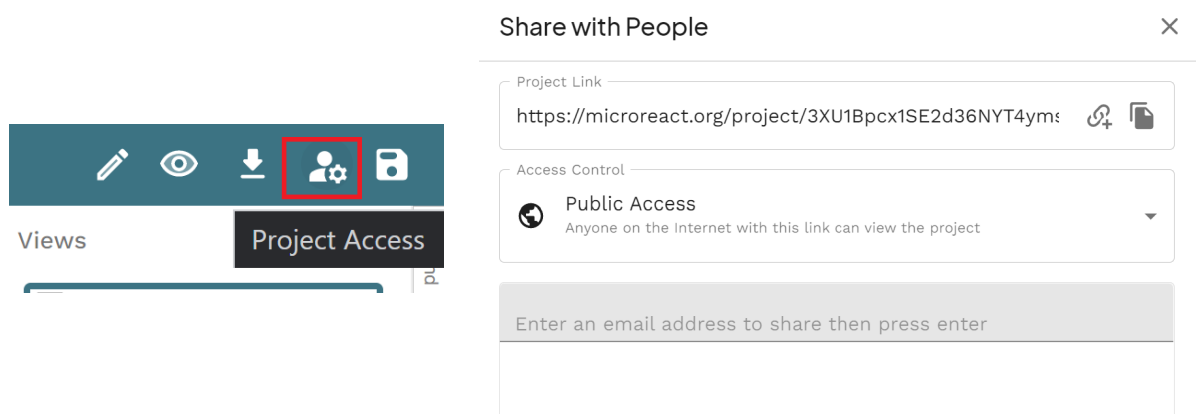 Views
Project Access
Share with People
Project Link
https://microreact.org/project/3XU1Bpcx1SE2d36NYT4yms
Access Control
Public Access
Anyone on the Internet with this link can view the project
Enter an email address to share then press enter